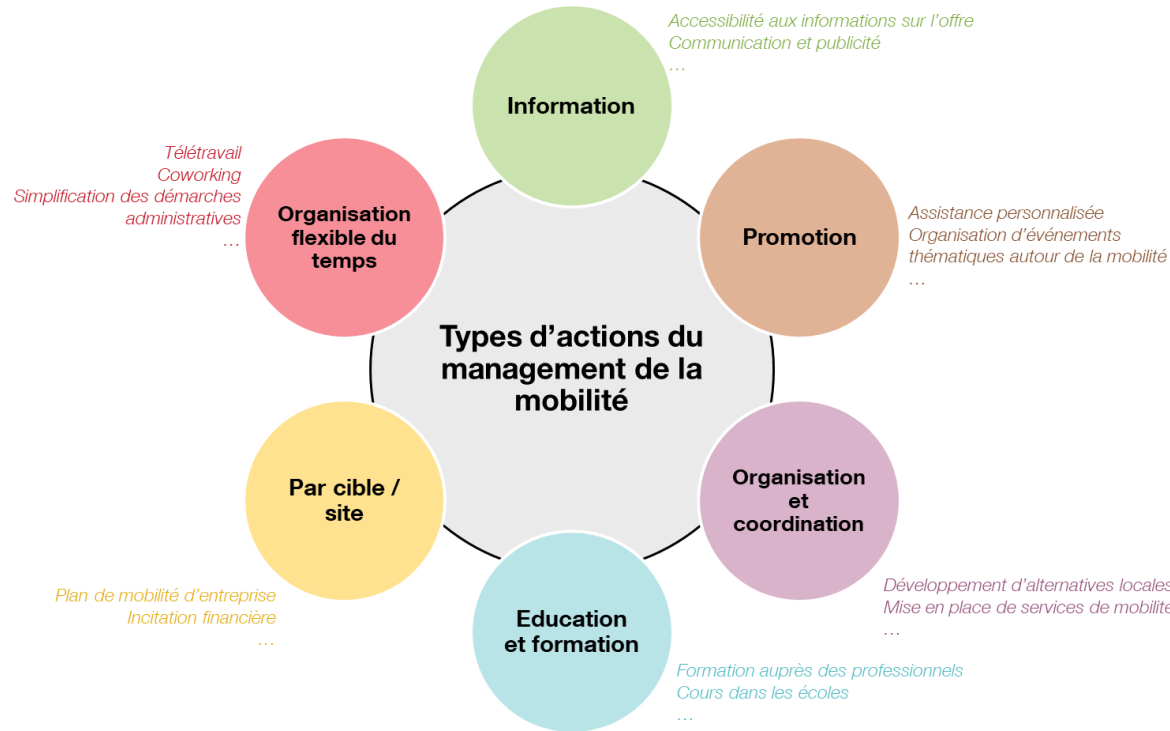 Accessibilité aux informations sur l'offre
Communication et publicité
…
Information
Télétravail
Coworking
Simplification des démarches
administratives
…
Organisation
flexible du
temps
Promotion
Assistance personnalisée
Organisation d'événements
thématiques autour de la mobilité
…
Types d'actions du
management de la
mobilité
Par cible /
site
Organisation
et
coordination
Plan de mobilité d'entreprise
Incitation financière
…
Développement d'alternatives locales
Mise en place de services de mobilité
…
Education
et formation
Formation auprès des professionnels
Cours dans les écoles
…